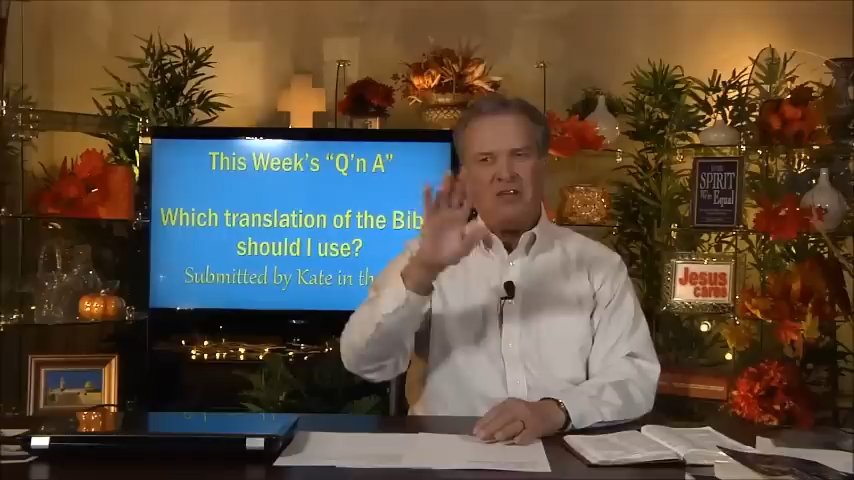 This Week's "Q'n A"
Which translation of the Bib
should I use?
Submitted by Kate in th
SPIRIT
Equal
Jesus
cares